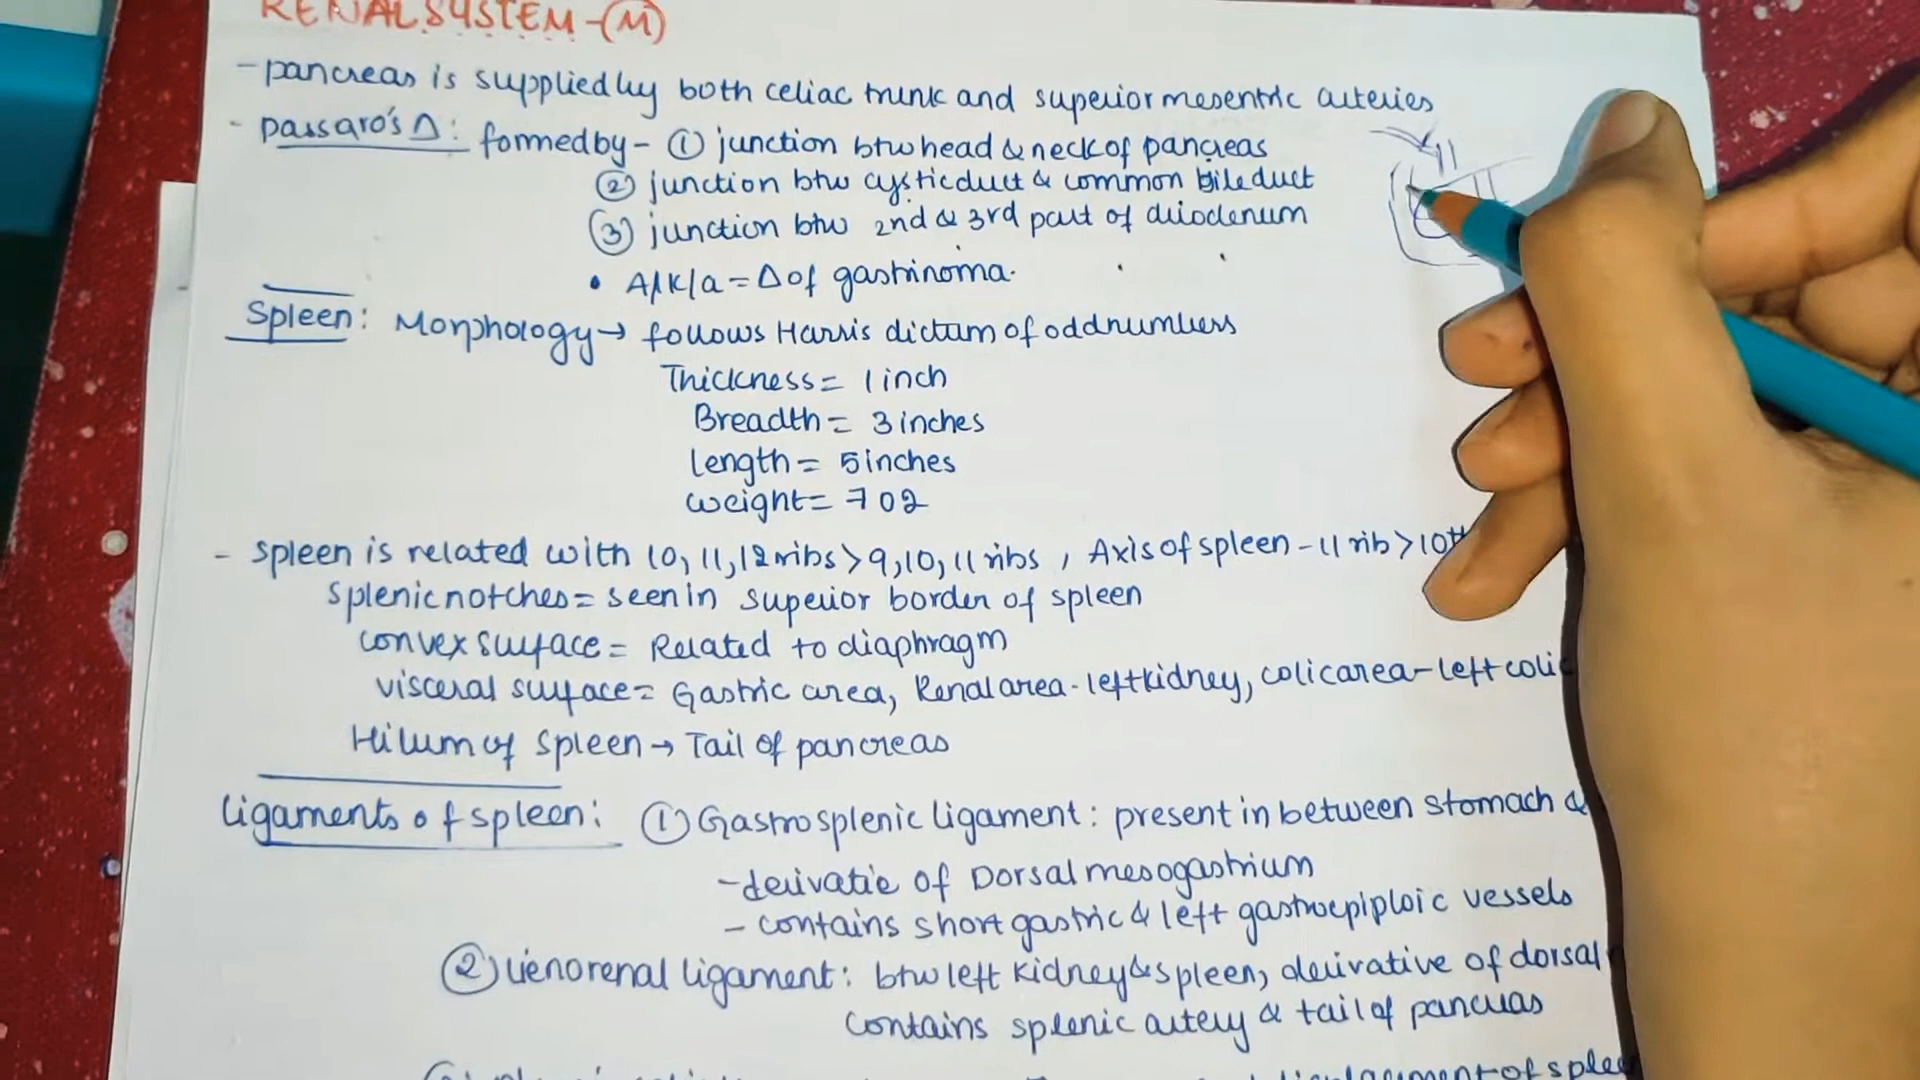 RENAL SYSTEM-(M)
- pancreas is supplied by both celiac trunk and superior mesentric arteries
- passaro's Δ: formed by - ① junction btw head & neck of pancreas
② junction btw cystic duct & common bile duct
③ junction btw 2nd & 3rd part of duodenum
• A/K/a = Δ of gastrinoma.
Spleen: Morphology → follows Harris dictum of odd numbers
Thickness = 1 inch
Breadth = 3 inches
Length = 5 inches
weight = 7 oz
- spleen is related with 10, 11, 12 ribs > 9, 10, 11 ribs , Axis of spleen - 11 rib > 10th
splenic notches = seen in superior border of spleen
convex surface = Related to diaphragm
visceral surface = Gastric area, Renal area - left kidney, colic area - left colic
Hilum of spleen → Tail of pancreas
ligaments of spleen: ① Gastrosplenic ligament : present in between stomach &
- derivatie of Dorsal mesogastrium
- contains short gastric & left gastroepiploic vessels
② lienorenal ligament : btw left kidney & spleen, derivative of dorsal
contains splenic artery & tail of pancreas
of splee